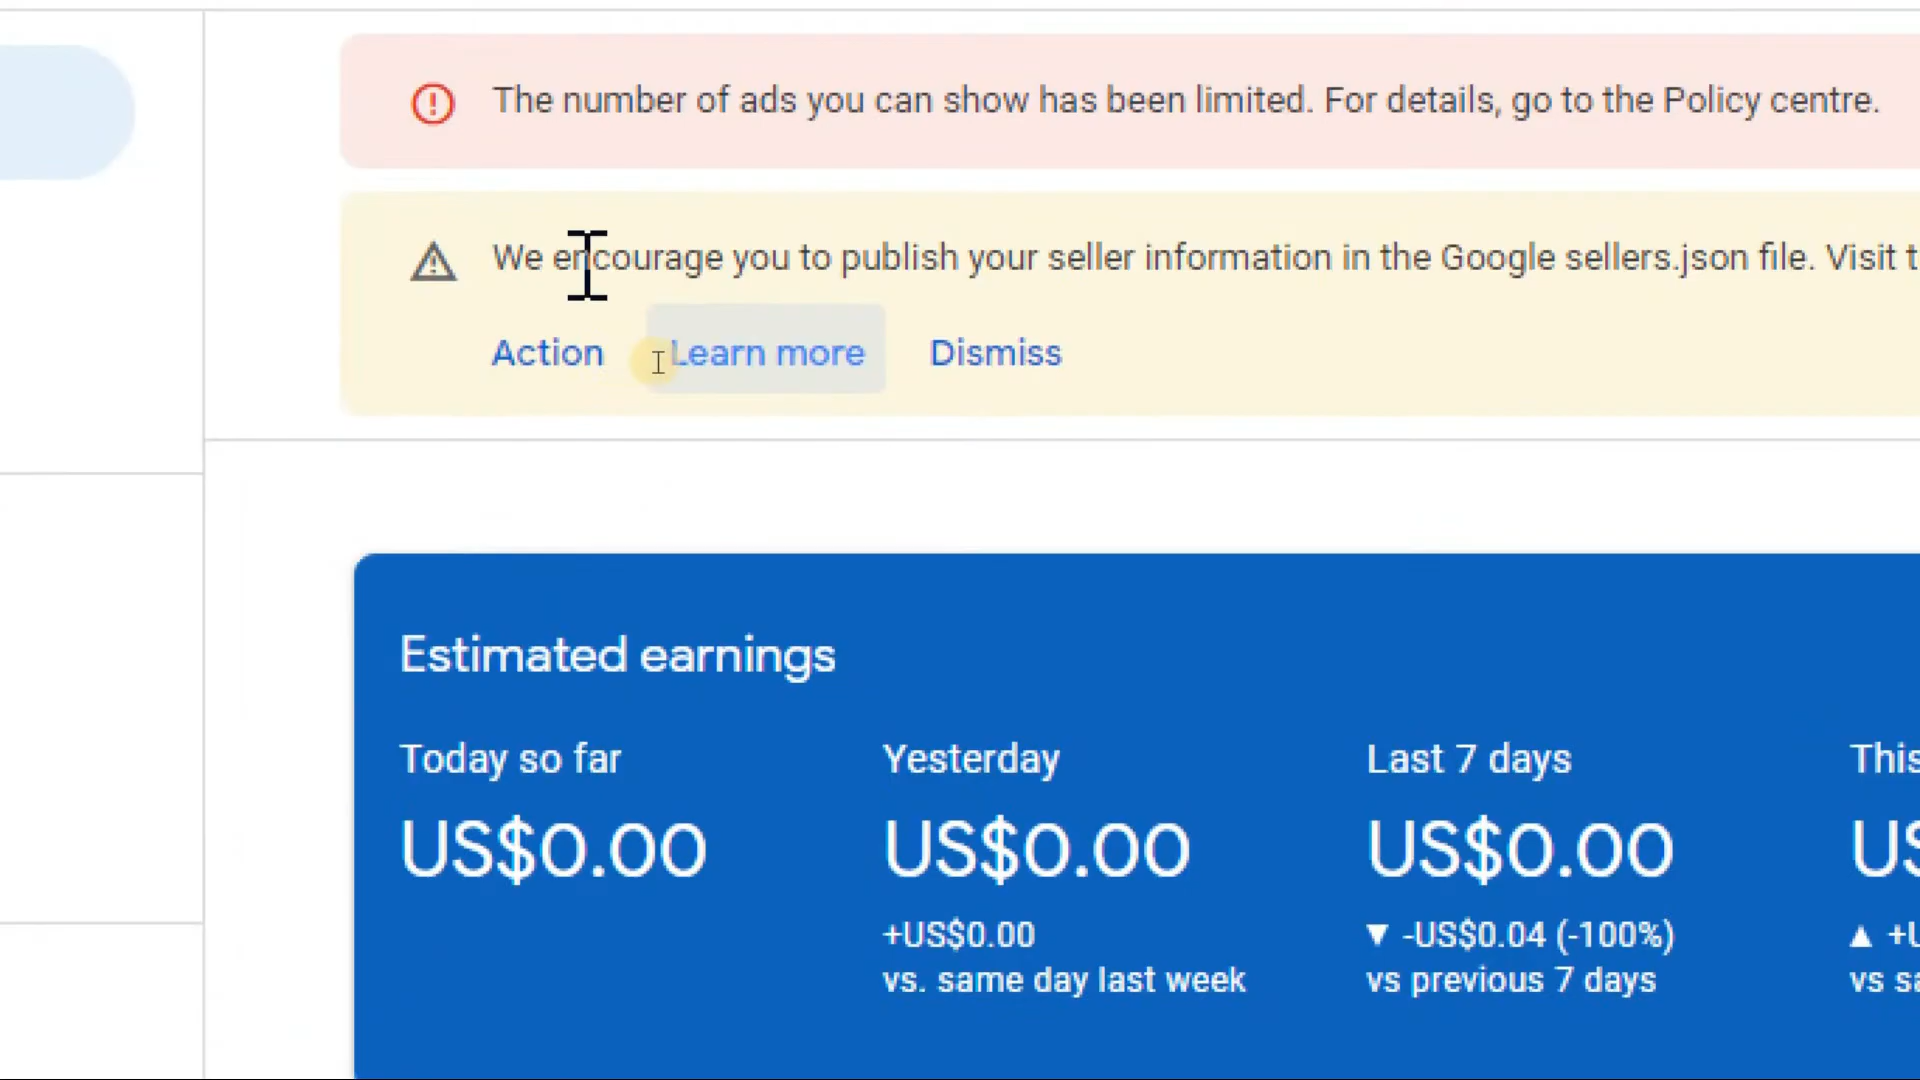 The number of ads you can show has been limited. For details, go to the Policy centre.
We encourage you to publish your seller information in the Google sellers.json file. Visit
Action Learn more Dismiss
Estimated earnings
Today so far Yesterday Last 7 days This
US$0.00 US$0.00 US$0.00
+US$0.00 ▼ -US$0.04 (-100%) ▲
vs. same day last week vs previous 7 days vs